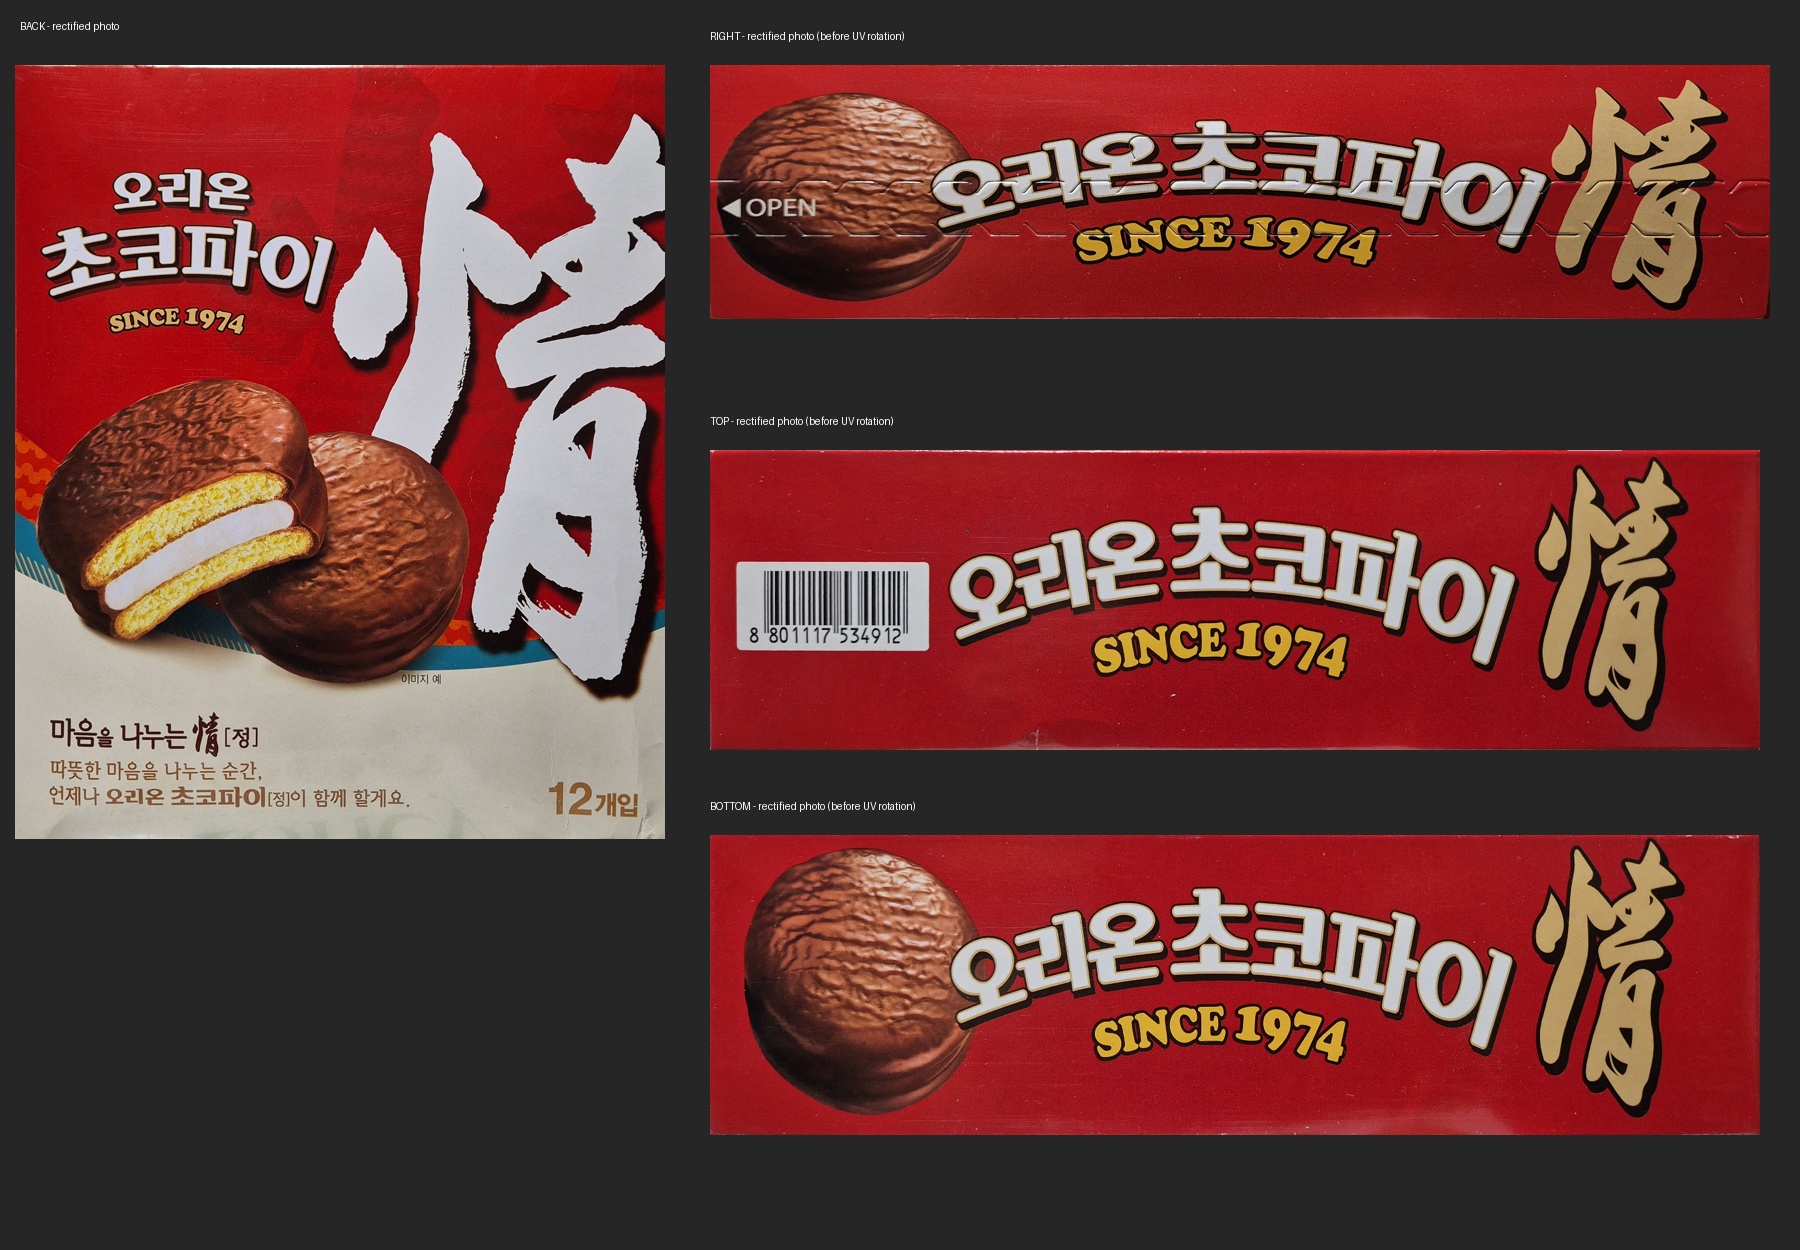 BACK - rectified photo
오리온
초코파이
SINCE 1974
情
이미지 예
마음을 나누는 情[정]
따뜻한 마음을 나누는 순간,
언제나 오리온 초코파이[정]이 함께 할게요.
12개입
RIGHT - rectified photo (before UV rotation)
◀OPEN
오리온 초코파이 情
SINCE 1974
TOP - rectified photo (before UV rotation)
오리온 초코파이 情
SINCE 1974
8 801117 534912
BOTTOM - rectified photo (before UV rotation)
오리온 초코파이 情
SINCE 1974